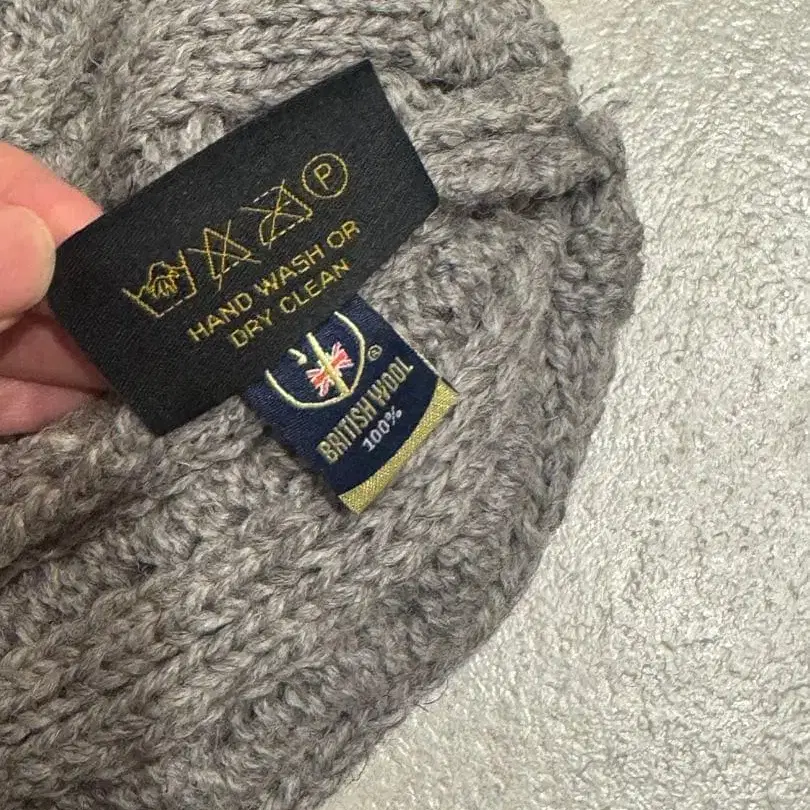 P
HAND WASH OR
DRY CLEAN
®
BRITISH WOOL
100%